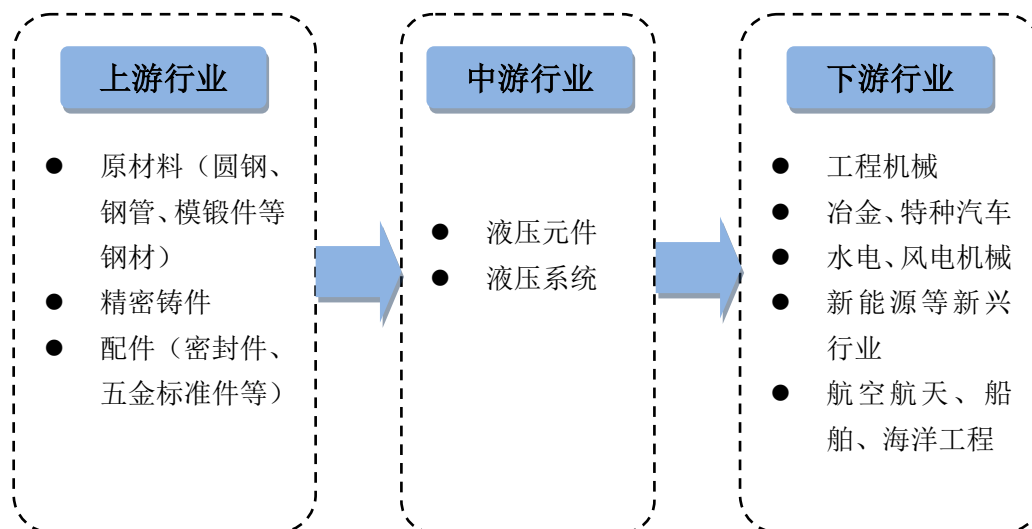 上游行业
● 原材料（圆钢、
钢管、模锻件等
钢材）
● 精密铸件
● 配件（密封件、
五金标准件等）
中游行业
● 液压元件
● 液压系统
下游行业
● 工程机械
● 冶金、特种汽车
● 水电、风电机械
● 新能源等新兴
行业
● 航空航天、船
舶、海洋工程